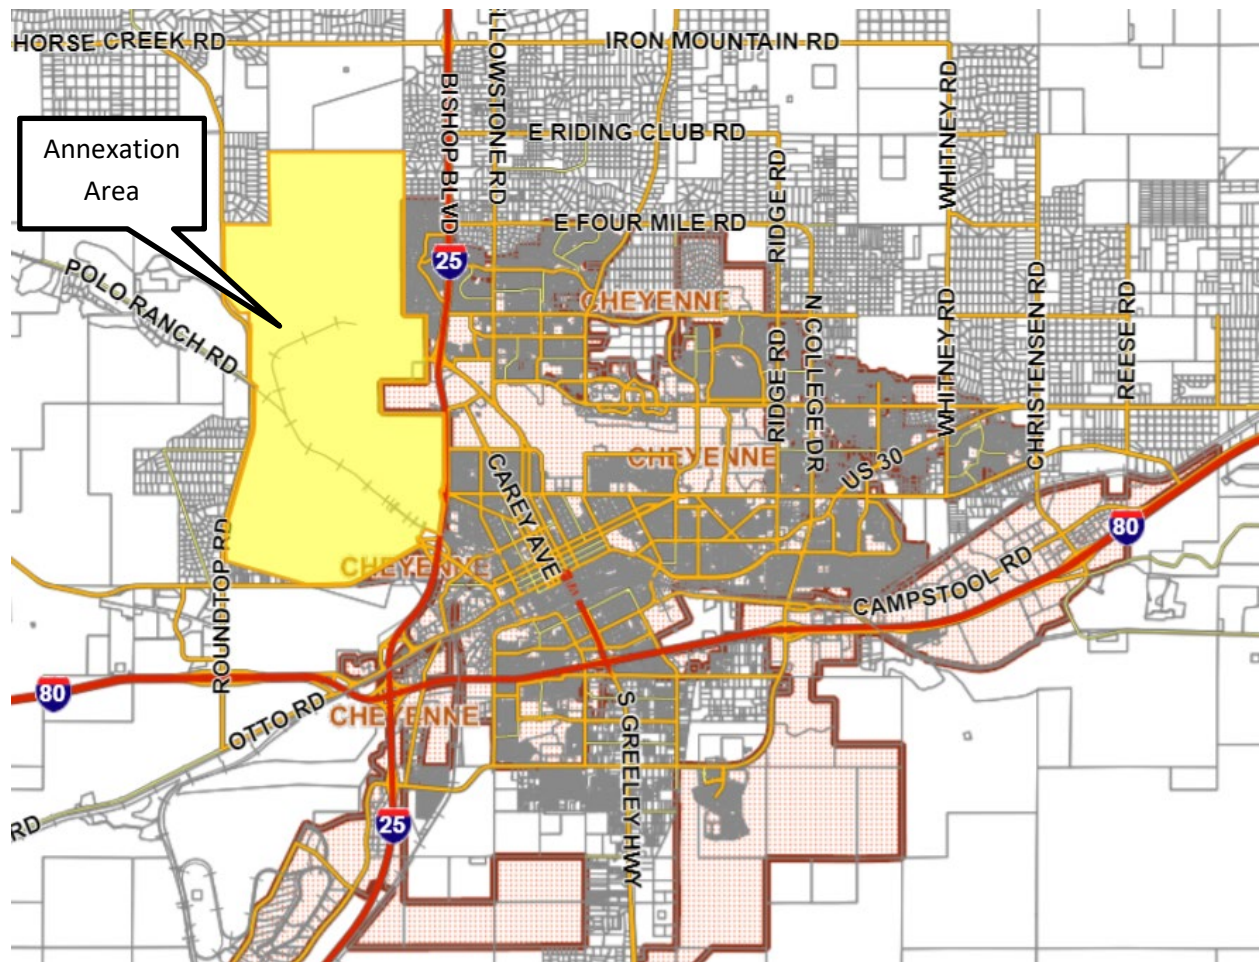 HORSE CREEK RD
IRON MOUNTAIN RD
BISHOP BLVD
LLOWSTONE RD
WHITNEY RD
E RIDING CLUB RD
Annexation
Area
RIDGE RD
E FOUR MILE RD
25
POLO RANCH RD
CHEYENNE
N COLLEGE DR
WHITNEY RD
CHRISTENSEN RD
REESE RD
RIDGE RD
CHEYENNE
US 30
CAREY AVE
80
ROUNDTOP RD
CHEYENNE
CAMPSTOOL RD
80
OTTO RD
CHEYENNE
S GREELEY HWY
25
RD